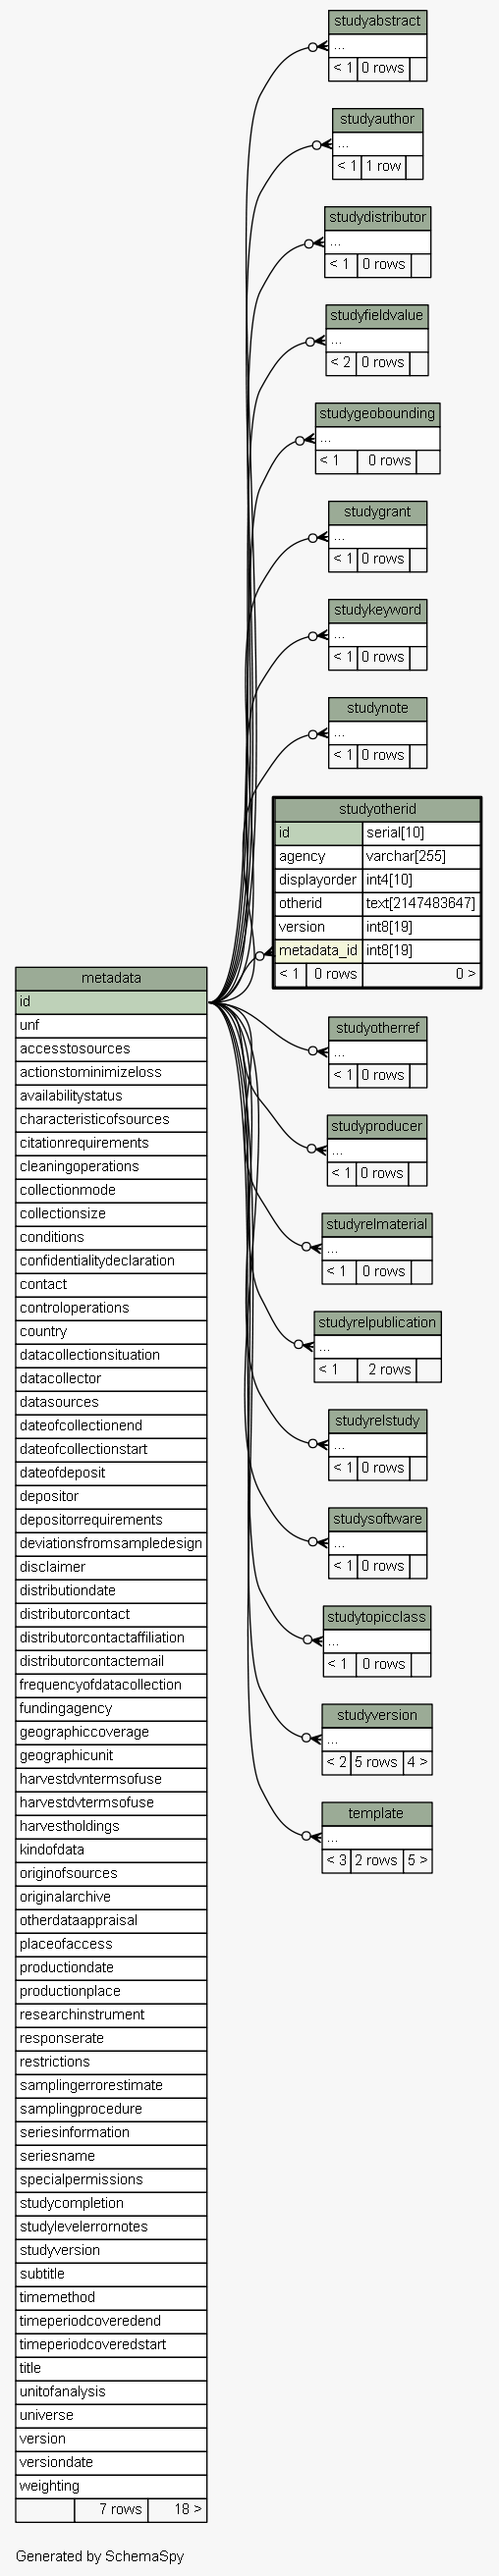 studyabstract
...
< 1 0 rows
studyauthor
...
< 1 1 row
studydistributor
...
< 1 0 rows
studyfieldvalue
...
< 2 0 rows
studygeobounding
...
< 1 0 rows
studygrant
...
< 1 0 rows
studykeyword
...
< 1 0 rows
studynote
...
< 1 0 rows
studyotherid
id serial[10]
agency varchar[255]
displayorder int4[10]
otherid text[2147483647]
version int8[19]
metadata_id int8[19]
< 1 0 rows 0 >
studyotherref
...
< 1 0 rows
studyproducer
...
< 1 0 rows
studyrelmaterial
...
< 1 0 rows
studyrelpublication
...
< 1 2 rows
studyrelstudy
...
< 1 0 rows
studysoftware
...
< 1 0 rows
studytopicclass
...
< 1 0 rows
studyversion
...
< 2 5 rows 4 >
template
...
< 3 2 rows 5 >
metadata
id
unf
accesstosources
actionstominimizeloss
availabilitystatus
characteristicofsources
citationrequirements
cleaningoperations
collectionmode
collectionsize
conditions
confidentialitydeclaration
contact
controloperations
country
datacollectionsituation
datacollector
datasources
dateofcollectionend
dateofcollectionstart
dateofdeposit
depositor
depositorrequirements
deviationsfromsampledesign
disclaimer
distributiondate
distributorcontact
distributorcontactaffiliation
distributorcontactemail
frequencyofdatacollection
fundingagency
geographiccoverage
geographicunit
harvestdvntermsofuse
harvestdvtermsofuse
harvestholdings
kindofdata
originofsources
originalarchive
otherdataappraisal
placeofaccess
productiondate
productionplace
researchinstrument
responserate
restrictions
samplingerrorestimate
samplingprocedure
seriesinformation
seriesname
specialpermissions
studycompletion
studylevelerrornotes
studyversion
subtitle
timemethod
timeperiodcoveredend
timeperiodcoveredstart
title
unitofanalysis
universe
version
versiondate
weighting
7 rows 18 >
Generated by SchemaSpy